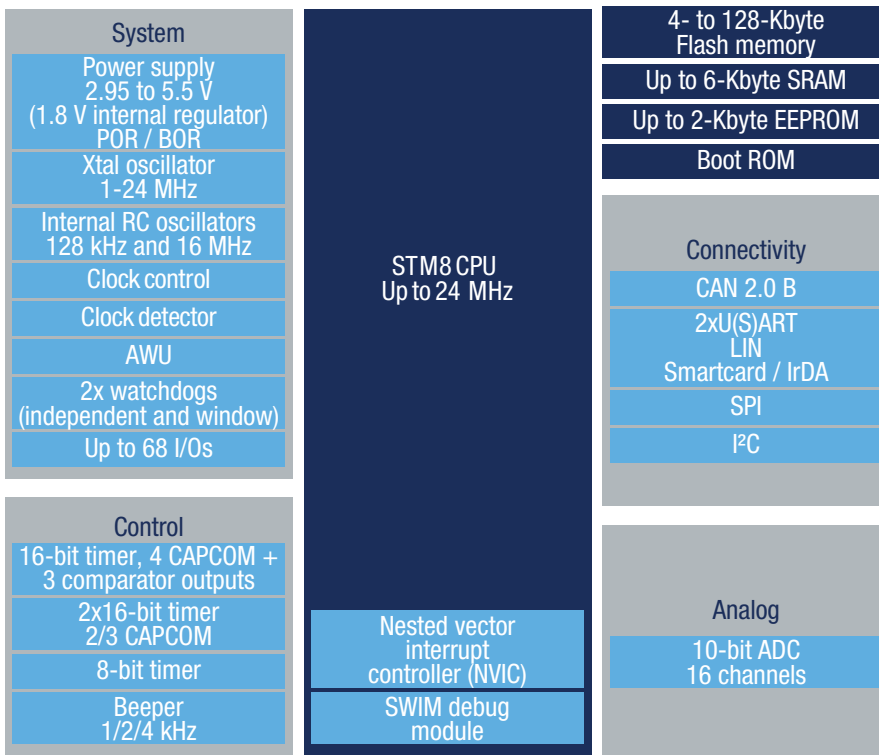 System
Power supply
2.95 to 5.5 V
(1.8 V internal regulator)
POR / BOR
Xtal oscillator
1-24 MHz
Internal RC oscillators
128 kHz and 16 MHz
Clock control
Clock detector
AWU
2x watchdogs
(independent and window)
Up to 68 I/Os
Control
16-bit timer, 4 CAPCOM +
3 comparator outputs
2x16-bit timer
2/3 CAPCOM
8-bit timer
Beeper
1/2/4 kHz
STM8 CPU
Up to 24 MHz
Nested vector
interrupt
controller (NVIC)
SWIM debug
module
4- to 128-Kbyte
Flash memory
Up to 6-Kbyte SRAM
Up to 2-Kbyte EEPROM
Boot ROM
Connectivity
CAN 2.0 B
2xU(S)ART
LIN
Smartcard / IrDA
SPI
I²C
Analog
10-bit ADC
16 channels